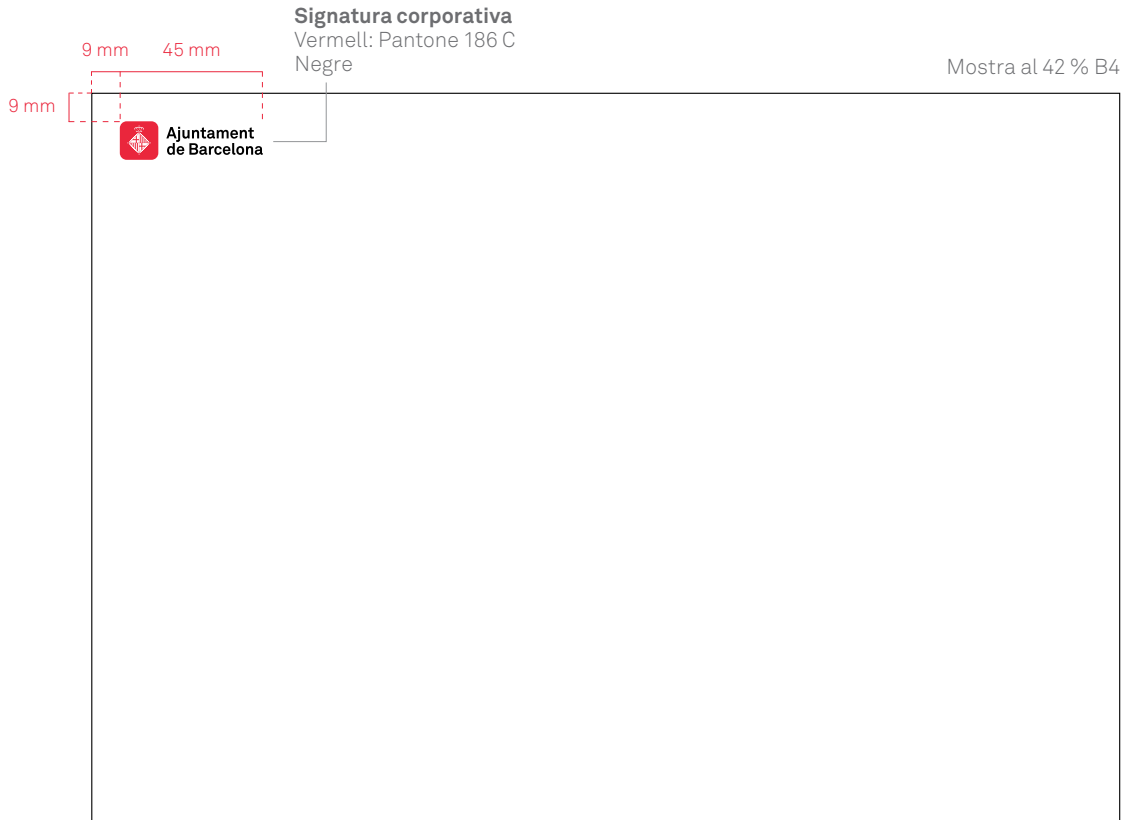 Signatura corporativa
Vermell: Pantone 186 C
Negre
9 mm
45 mm
Mostra al 42 % B4
9 mm
Ajuntament
de Barcelona